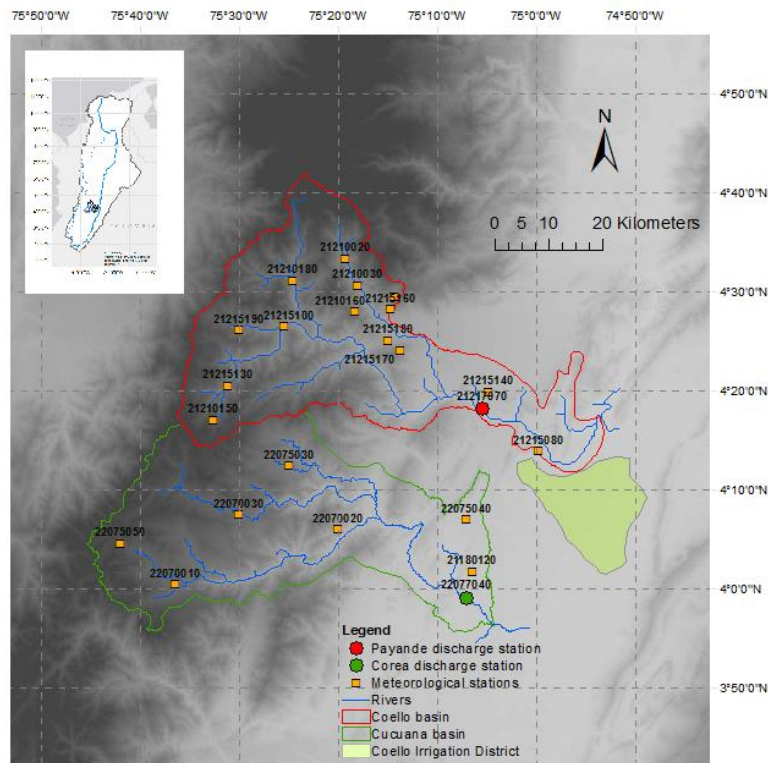 75°50'0"W 75°40'0"W 75°30'0"W 75°20'0"W 75°10'0"W 75°0'0"W 74°50'0"W
4°50'0"N
N
4°40'0"N
0 5 10 20 Kilometers
21210020
21210180
21210030
4°30'0"N
21210160
21215160
21215190
21215100
21215180
21215170
21215130
21215140
4°20'0"N
21217070
21210150
21215080
22075030
4°10'0"N
22070030
22075040
22070020
22075050
21180120
22070010
4°0'0"N
22077040
Legend
Payande discharge station
Corea discharge station
Meteorological stations
Rivers
3°50'0"N
Coello basin
Cucuana basin
Coello Irrigation District